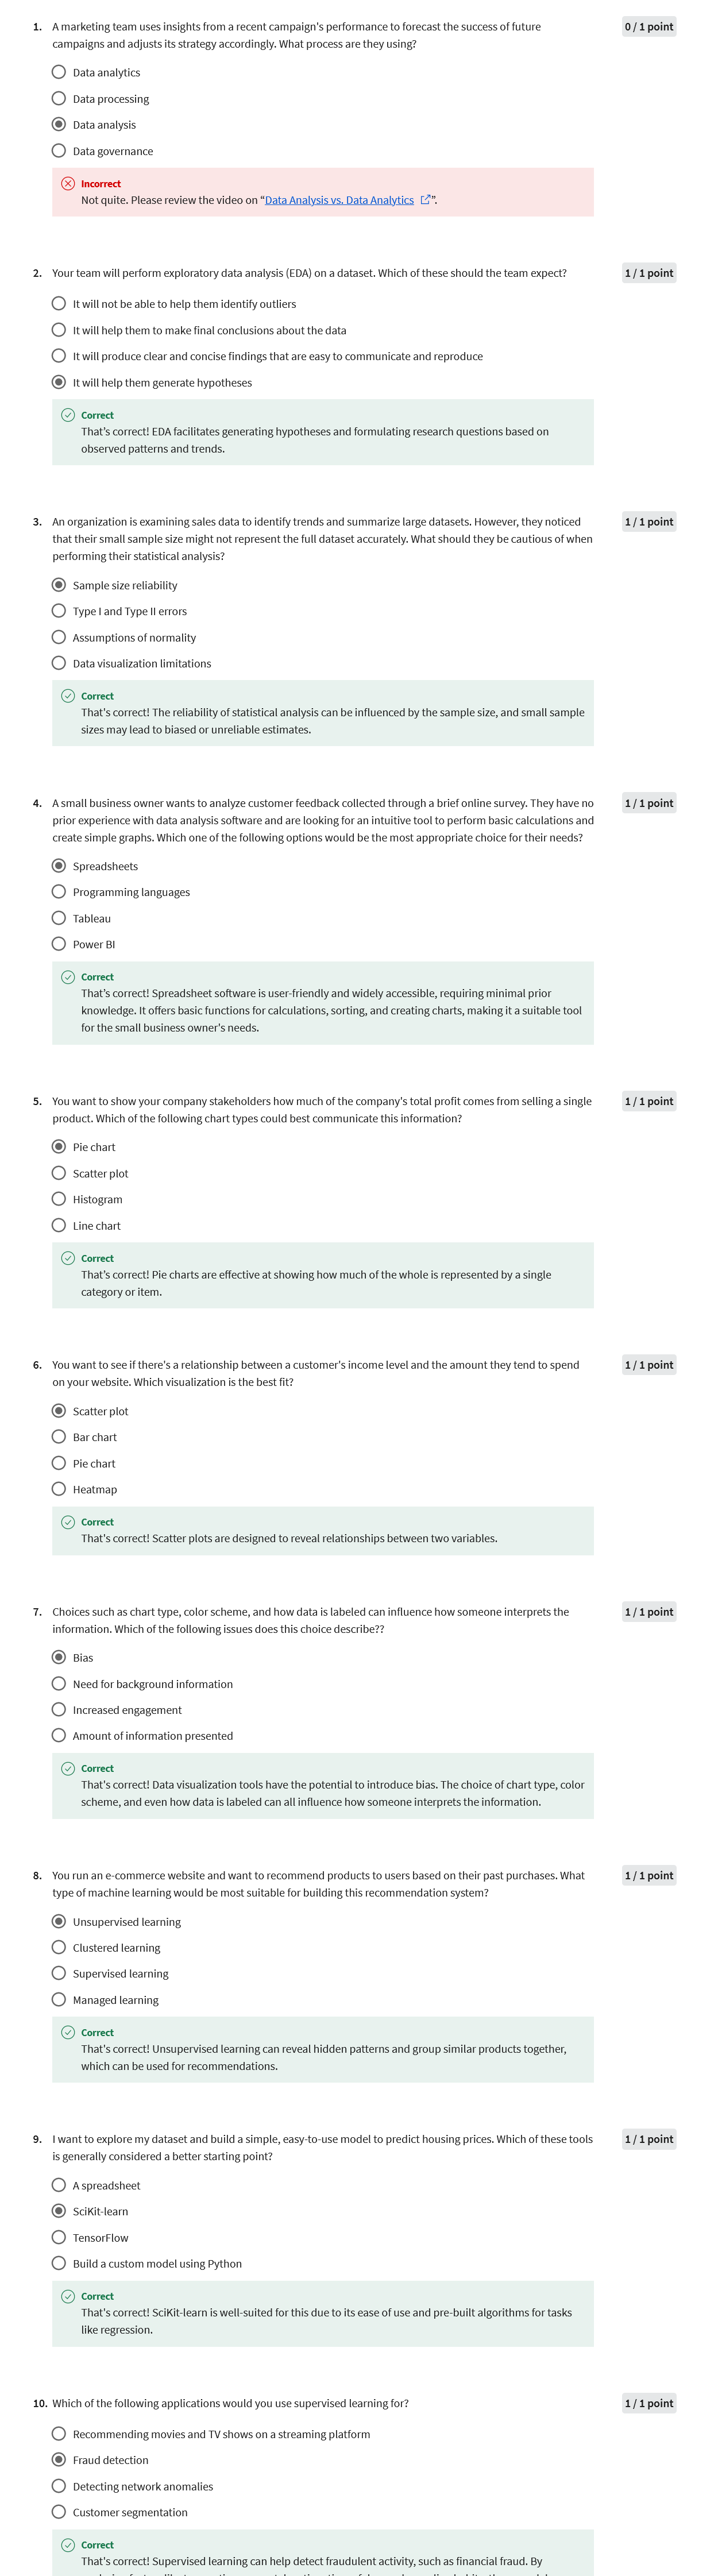 1. A marketing team uses insights from a recent campaign's performance to forecast the success of future
0 / 1 point
campaigns and adjusts its strategy accordingly. What process are they using?
Data analytics
Data processing
Data analysis
Data governance
Incorrect
Not quite. Please review the video on “Data Analysis vs. Data Analytics ”.
2. Your team will perform exploratory data analysis (EDA) on a dataset. Which of these should the team expect?
1 / 1 point
It will not be able to help them identify outliers
It will help them to make final conclusions about the data
It will produce clear and concise findings that are easy to communicate and reproduce
It will help them generate hypotheses
Correct
That’s correct! EDA facilitates generating hypotheses and formulating research questions based on
observed patterns and trends.
3. An organization is examining sales data to identify trends and summarize large datasets. However, they noticed
1 / 1 point
that their small sample size might not represent the full dataset accurately. What should they be cautious of when
performing their statistical analysis?
Sample size reliability
Type I and Type II errors
Assumptions of normality
Data visualization limitations
Correct
That's correct! The reliability of statistical analysis can be influenced by the sample size, and small sample
sizes may lead to biased or unreliable estimates.
4. A small business owner wants to analyze customer feedback collected through a brief online survey. They have no
1 / 1 point
prior experience with data analysis software and are looking for an intuitive tool to perform basic calculations and
create simple graphs. Which one of the following options would be the most appropriate choice for their needs?
Spreadsheets
Programming languages
Tableau
Power BI
Correct
That’s correct! Spreadsheet software is user-friendly and widely accessible, requiring minimal prior
knowledge. It offers basic functions for calculations, sorting, and creating charts, making it a suitable tool
for the small business owner's needs.
5. You want to show your company stakeholders how much of the company's total profit comes from selling a single
1 / 1 point
product. Which of the following chart types could best communicate this information?
Pie chart
Scatter plot
Histogram
Line chart
Correct
That’s correct! Pie charts are effective at showing how much of the whole is represented by a single
category or item.
6. You want to see if there's a relationship between a customer's income level and the amount they tend to spend
1 / 1 point
on your website. Which visualization is the best fit?
Scatter plot
Bar chart
Pie chart
Heatmap
Correct
That's correct! Scatter plots are designed to reveal relationships between two variables.
7. Choices such as chart type, color scheme, and how data is labeled can influence how someone interprets the
1 / 1 point
information. Which of the following issues does this choice describe??
Bias
Need for background information
Increased engagement
Amount of information presented
Correct
That's correct! Data visualization tools have the potential to introduce bias. The choice of chart type, color
scheme, and even how data is labeled can all influence how someone interprets the information.
8. You run an e-commerce website and want to recommend products to users based on their past purchases. What
1 / 1 point
type of machine learning would be most suitable for building this recommendation system?
Unsupervised learning
Clustered learning
Supervised learning
Managed learning
Correct
That's correct! Unsupervised learning can reveal hidden patterns and group similar products together,
which can be used for recommendations.
9. I want to explore my dataset and build a simple, easy-to-use model to predict housing prices. Which of these tools
1 / 1 point
is generally considered a better starting point?
A spreadsheet
SciKit-learn
TensorFlow
Build a custom model using Python
Correct
That's correct! SciKit-learn is well-suited for this due to its ease of use and pre-built algorithms for tasks
like regression.
10. Which of the following applications would you use supervised learning for?
1 / 1 point
Recommending movies and TV shows on a streaming platform
Fraud detection
Detecting network anomalies
Customer segmentation
Correct
That's correct! Supervised learning can help detect fraudulent activity, such as financial fraud. By